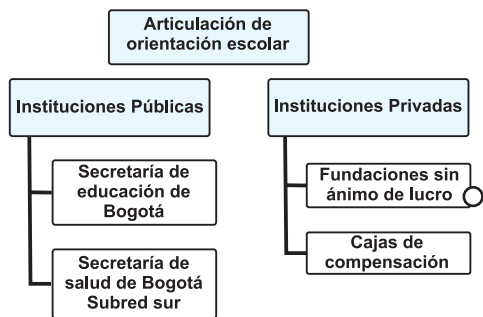 Articulación de
orientación escolar
Instituciones Públicas
Instituciones Privadas
Secretaría de
educación de
Bogotá
Fundaciones sin
ánimo de lucro
Secretaría de
salud de Bogotá
Subred sur
Cajas de
compensación